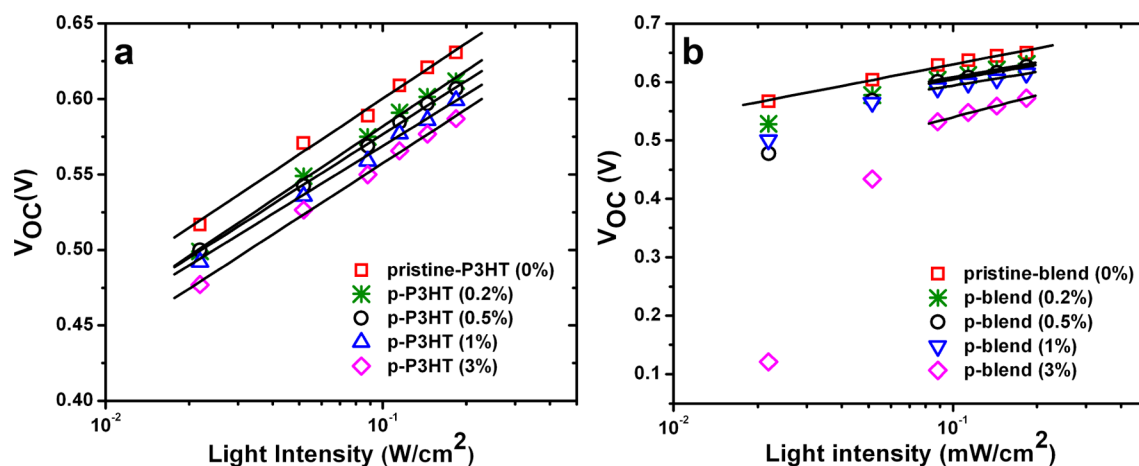 a
V_OC(V)
0.65
0.60
0.55
0.50
0.45
0.40
pristine-P3HT (0%)
p-P3HT (0.2%)
p-P3HT (0.5%)
p-P3HT (1%)
p-P3HT (3%)
10^-2
10^-1
Light Intensity (W/cm^2)
b
V_OC (V)
0.7
0.6
0.5
0.4
0.3
0.2
0.1
pristine-blend (0%)
p-blend (0.2%)
p-blend (0.5%)
p-blend (1%)
p-blend (3%)
10^-2
10^-1
Light intensity (mW/cm^2)